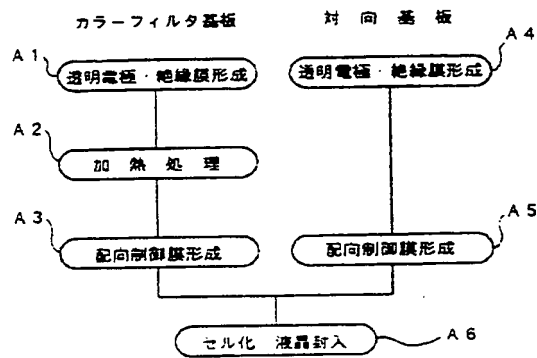 カラーフィルタ基板
対向基板
A1
透明電極・絶縁膜形成
A4
透明電極・絶縁膜形成
A2
加熱処理
A3
配向制御膜形成
A5
配向制御膜形成
セル化 液晶封入
A6